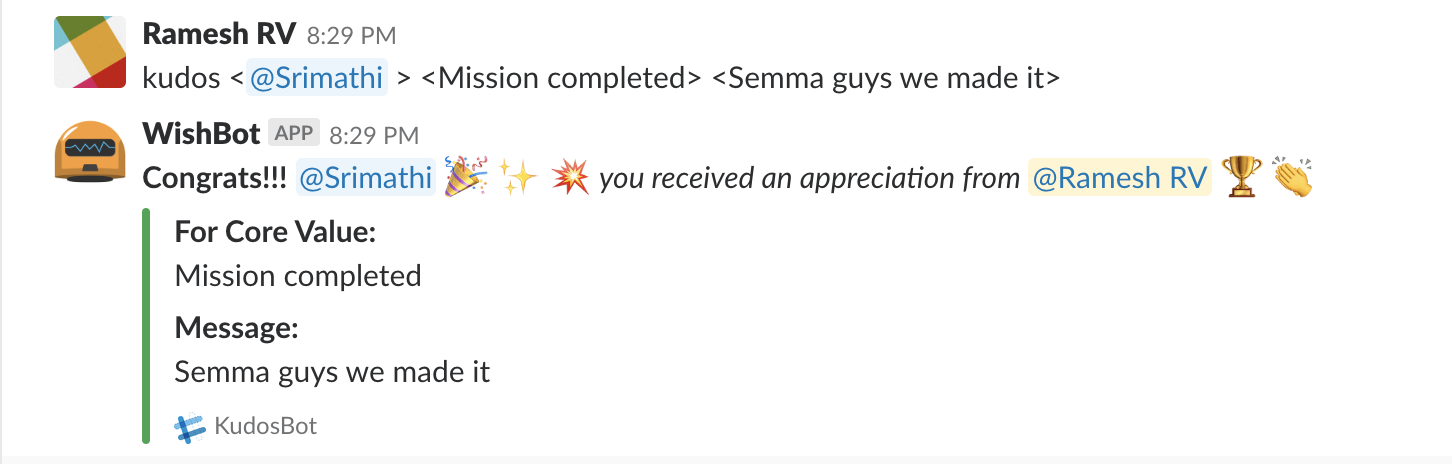 Ramesh RV 8:29 PM
kudos <@Srimathi > <Mission completed> <Semma guys we made it>
WishBot APP 8:29 PM
Congrats!!! @Srimathi 🎉 ✨ 💥 you received an appreciation from @Ramesh RV 🏆 👏
For Core Value:
Mission completed
Message:
Semma guys we made it
KudosBot